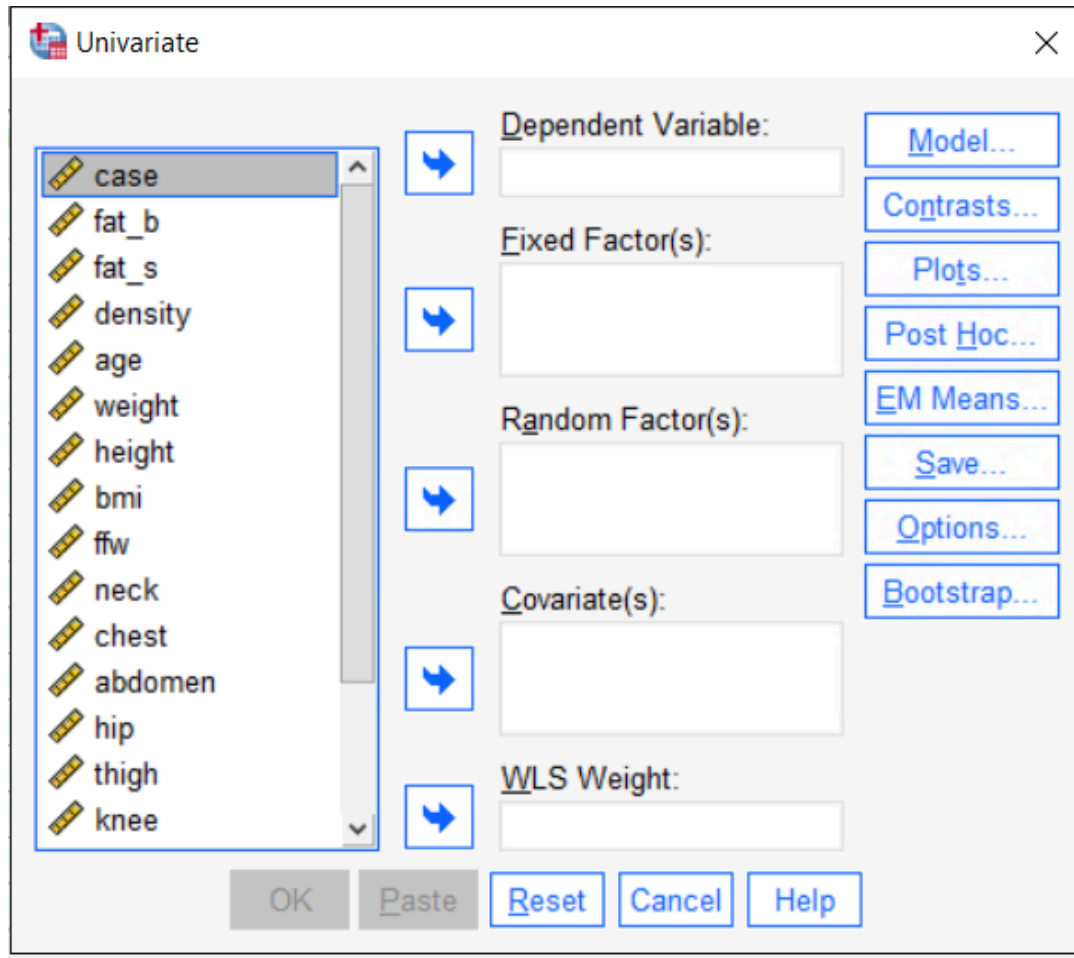 Univariate
case
fat_b
fat_s
density
age
weight
height
bmi
ffw
neck
chest
abdomen
hip
thigh
knee
Dependent Variable:
Fixed Factor(s):
Random Factor(s):
Covariate(s):
WLS Weight:
Model...
Contrasts...
Plots...
Post Hoc...
EM Means...
Save...
Options...
Bootstrap...
OK Paste Reset Cancel Help